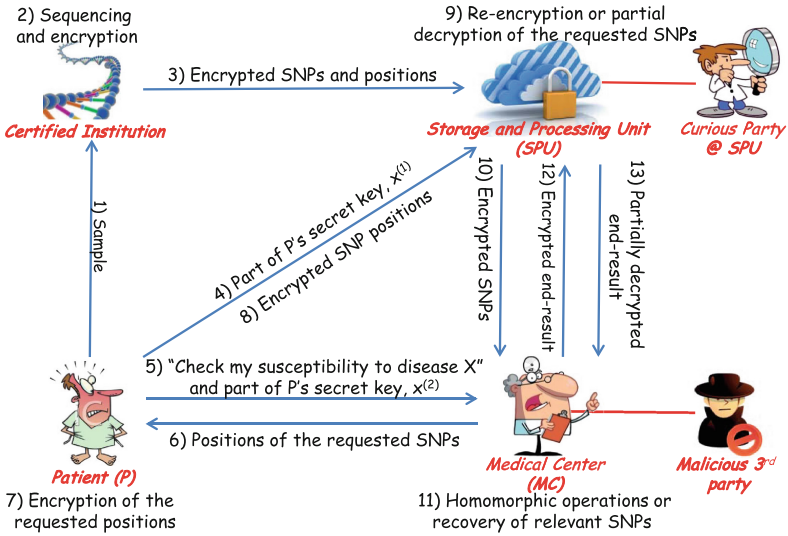 2) Sequencing
and encryption
9) Re-encryption or partial
decryption of the requested SNPs
3) Encrypted SNPs and positions
Certified Institution
Storage and Processing Unit
(SPU)
Curious Party
@ SPU
1) Sample
4) Part of P's secret key, x(1)
8) Encrypted SNP positions
10) Encrypted SNPs
12) Encrypted end-result
13) Partially decrypted
end-result
5) "Check my susceptibility to disease X"
and part of P's secret key, x(2)
6) Positions of the requested SNPs
Patient (P)
Medical Center
(MC)
Malicious 3rd
party
7) Encryption of the
requested positions
11) Homomorphic operations or
recovery of relevant SNPs